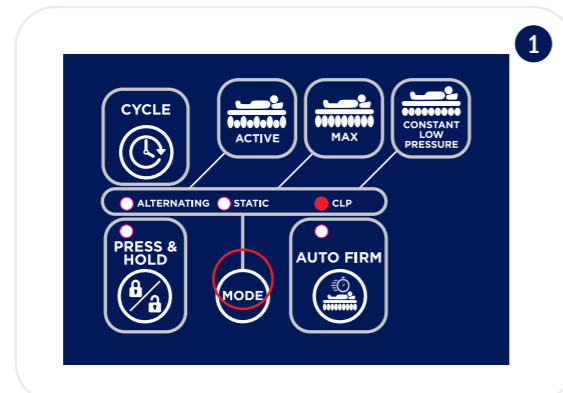 1
CYCLE
ACTIVE
MAX
CONSTANT
LOW
PRESSURE
ALTERNATING
STATIC
CLP
PRESS &
HOLD
MODE
AUTO FIRM